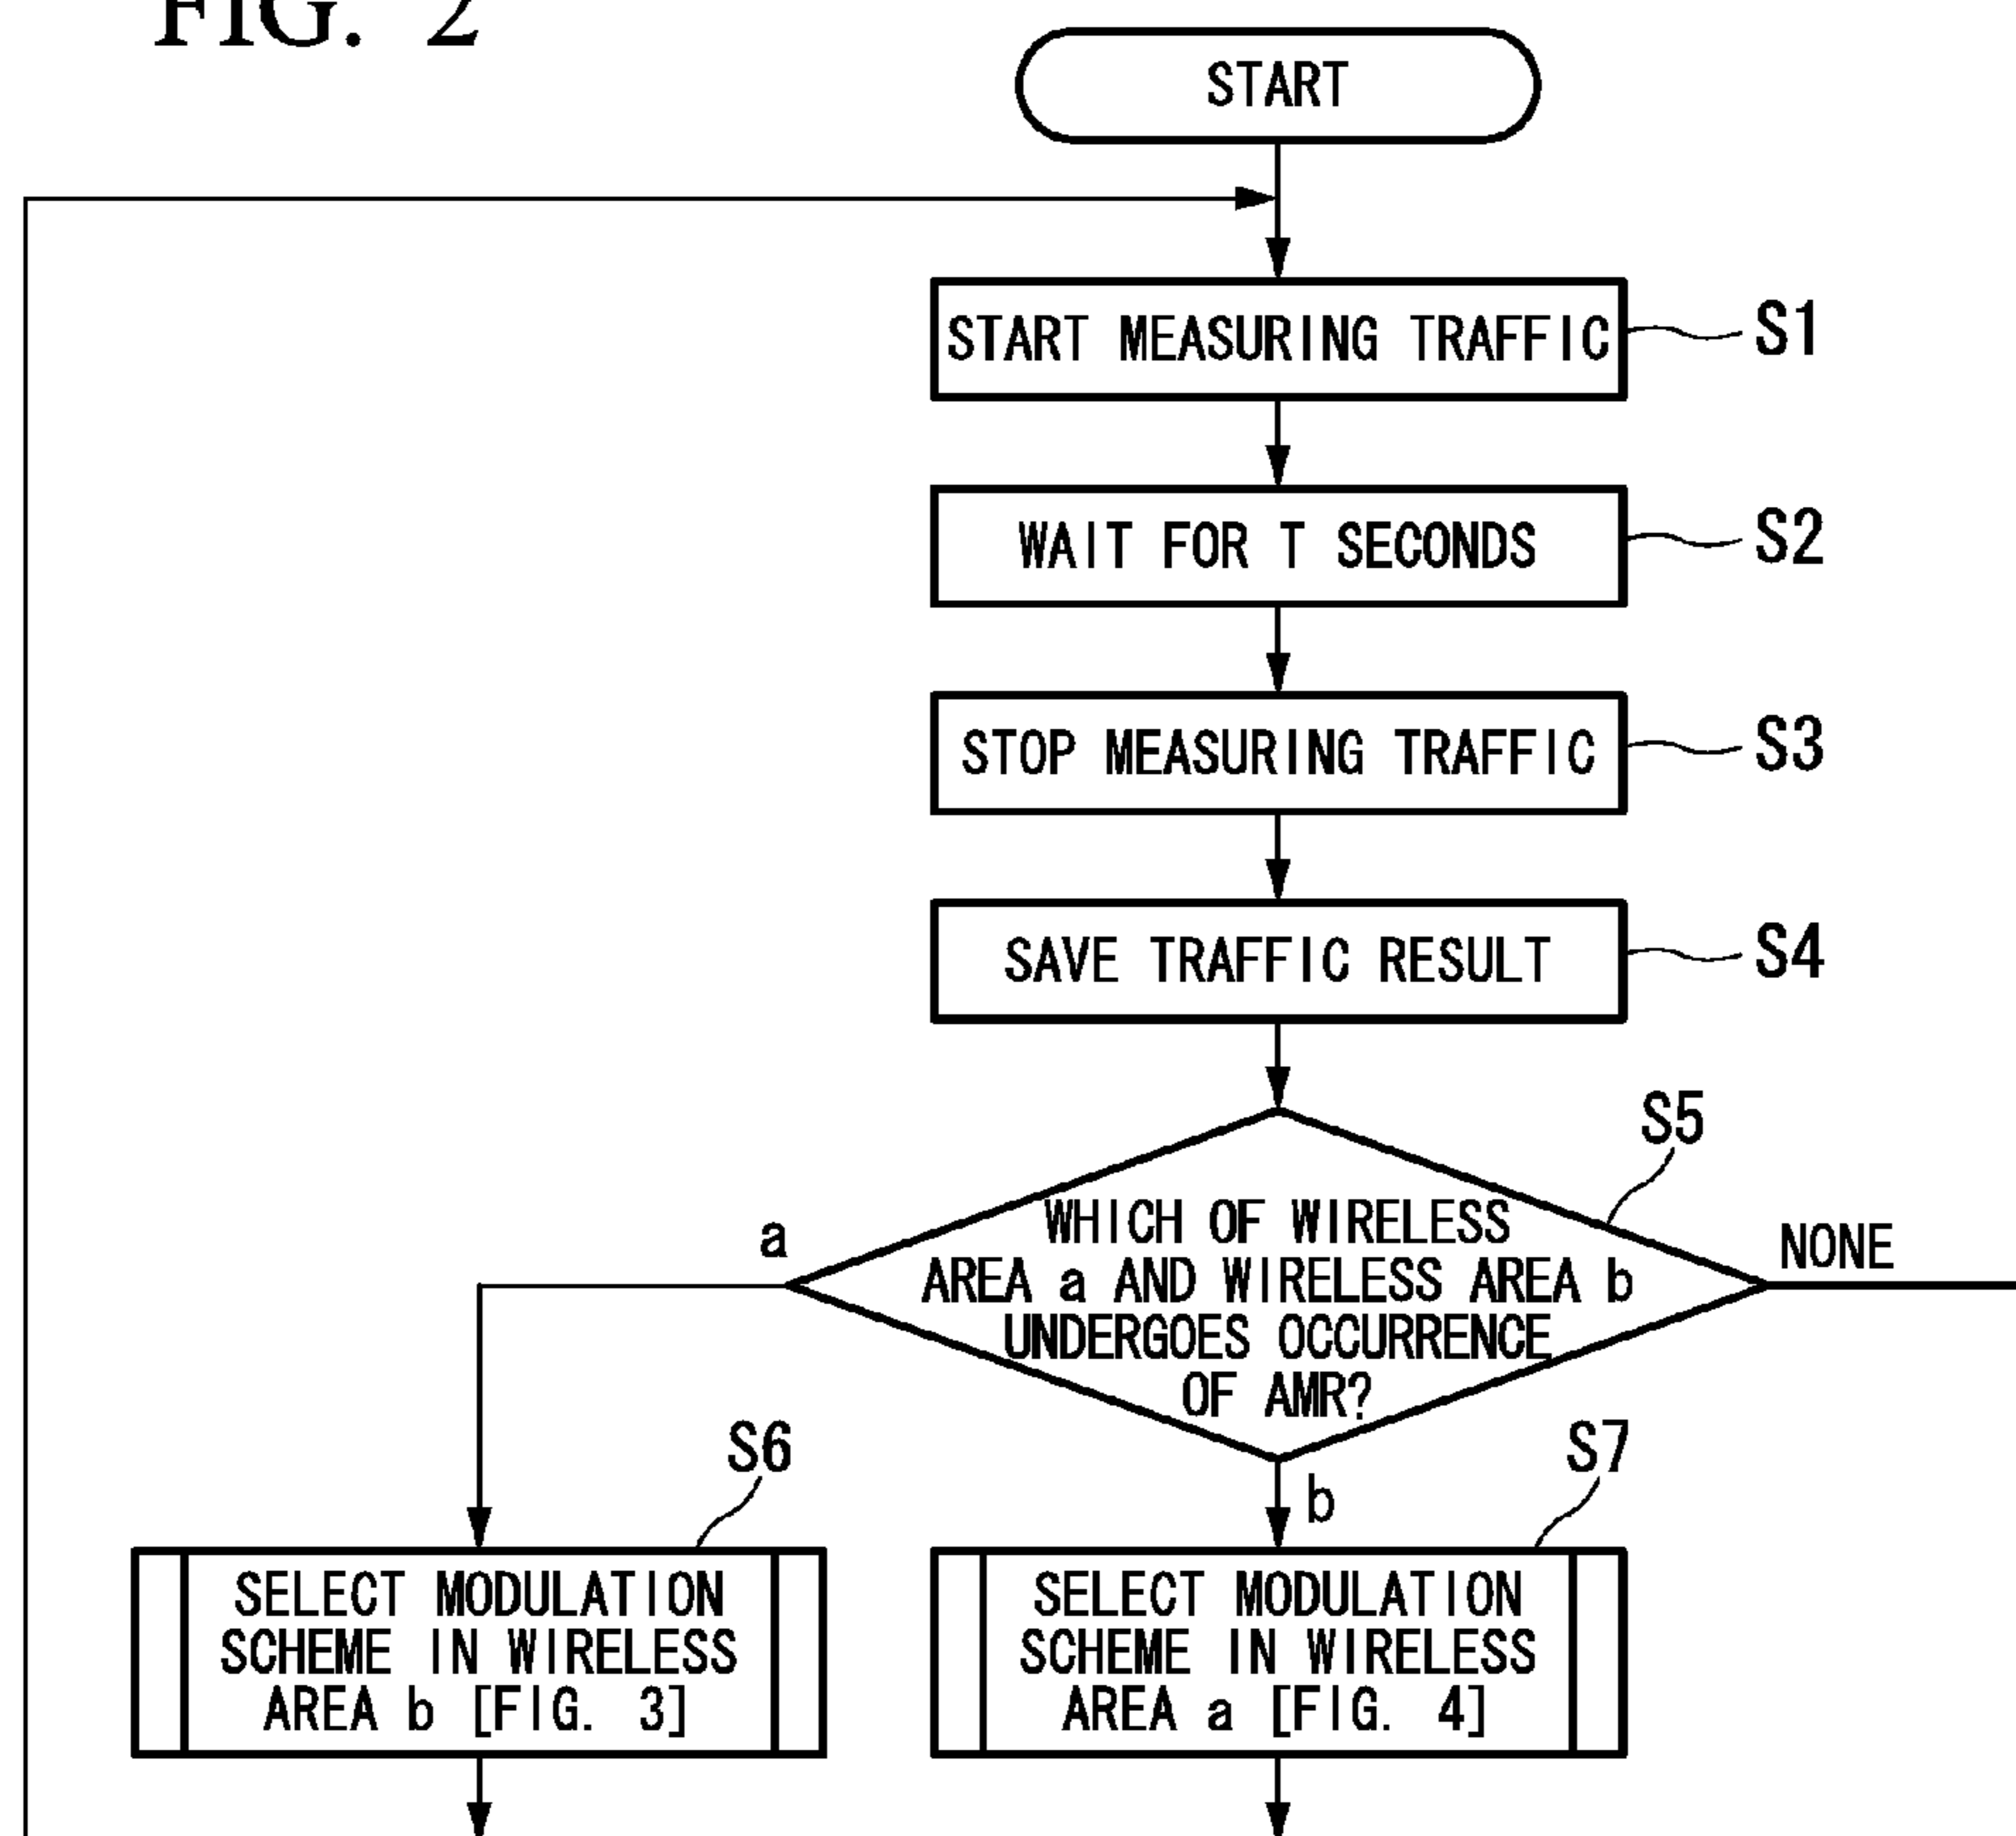 FIG. 2
START
START MEASURING TRAFFIC
S1
WAIT FOR T SECONDS
S2
STOP MEASURING TRAFFIC
S3
SAVE TRAFFIC RESULT
S4
S5
WHICH OF WIRELESS
AREA a AND WIRELESS AREA b
UNDERGOES OCCURRENCE
OF AMR?
a
NONE
b
S6
SELECT MODULATION
SCHEME IN WIRELESS
AREA b [FIG. 3]
S7
SELECT MODULATION
SCHEME IN WIRELESS
AREA a [FIG. 4]